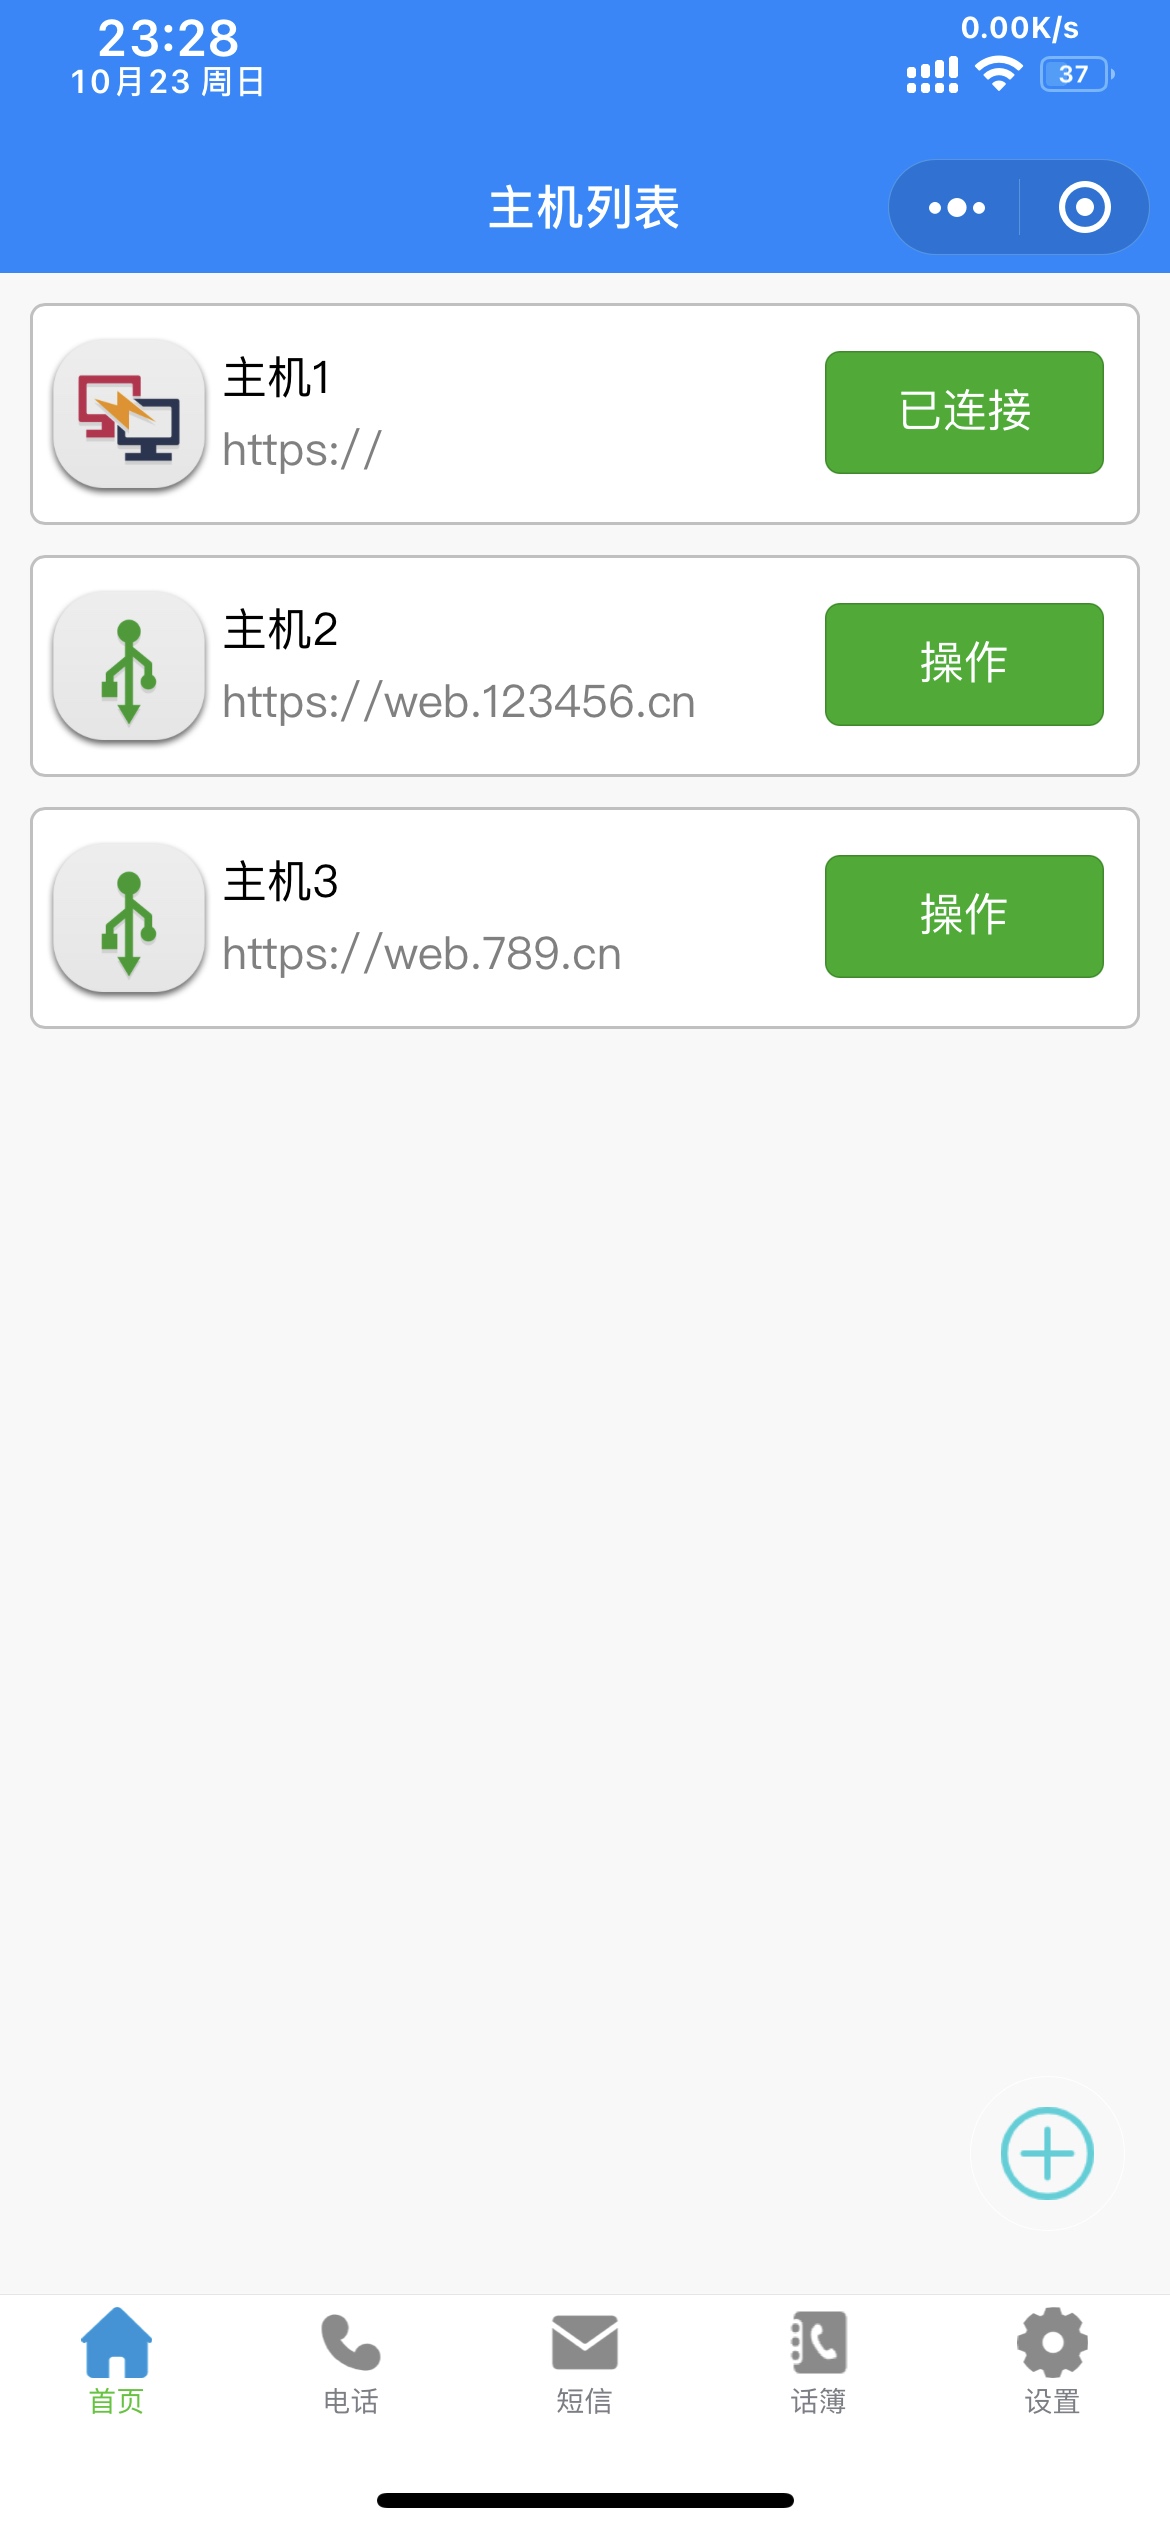 23:28
10月23 周日
0.00K/s
37
主机列表
主机1
https://
已连接
主机2
https://web.123456.cn
操作
主机3
https://web.789.cn
操作
首页
电话
短信
话簿
设置